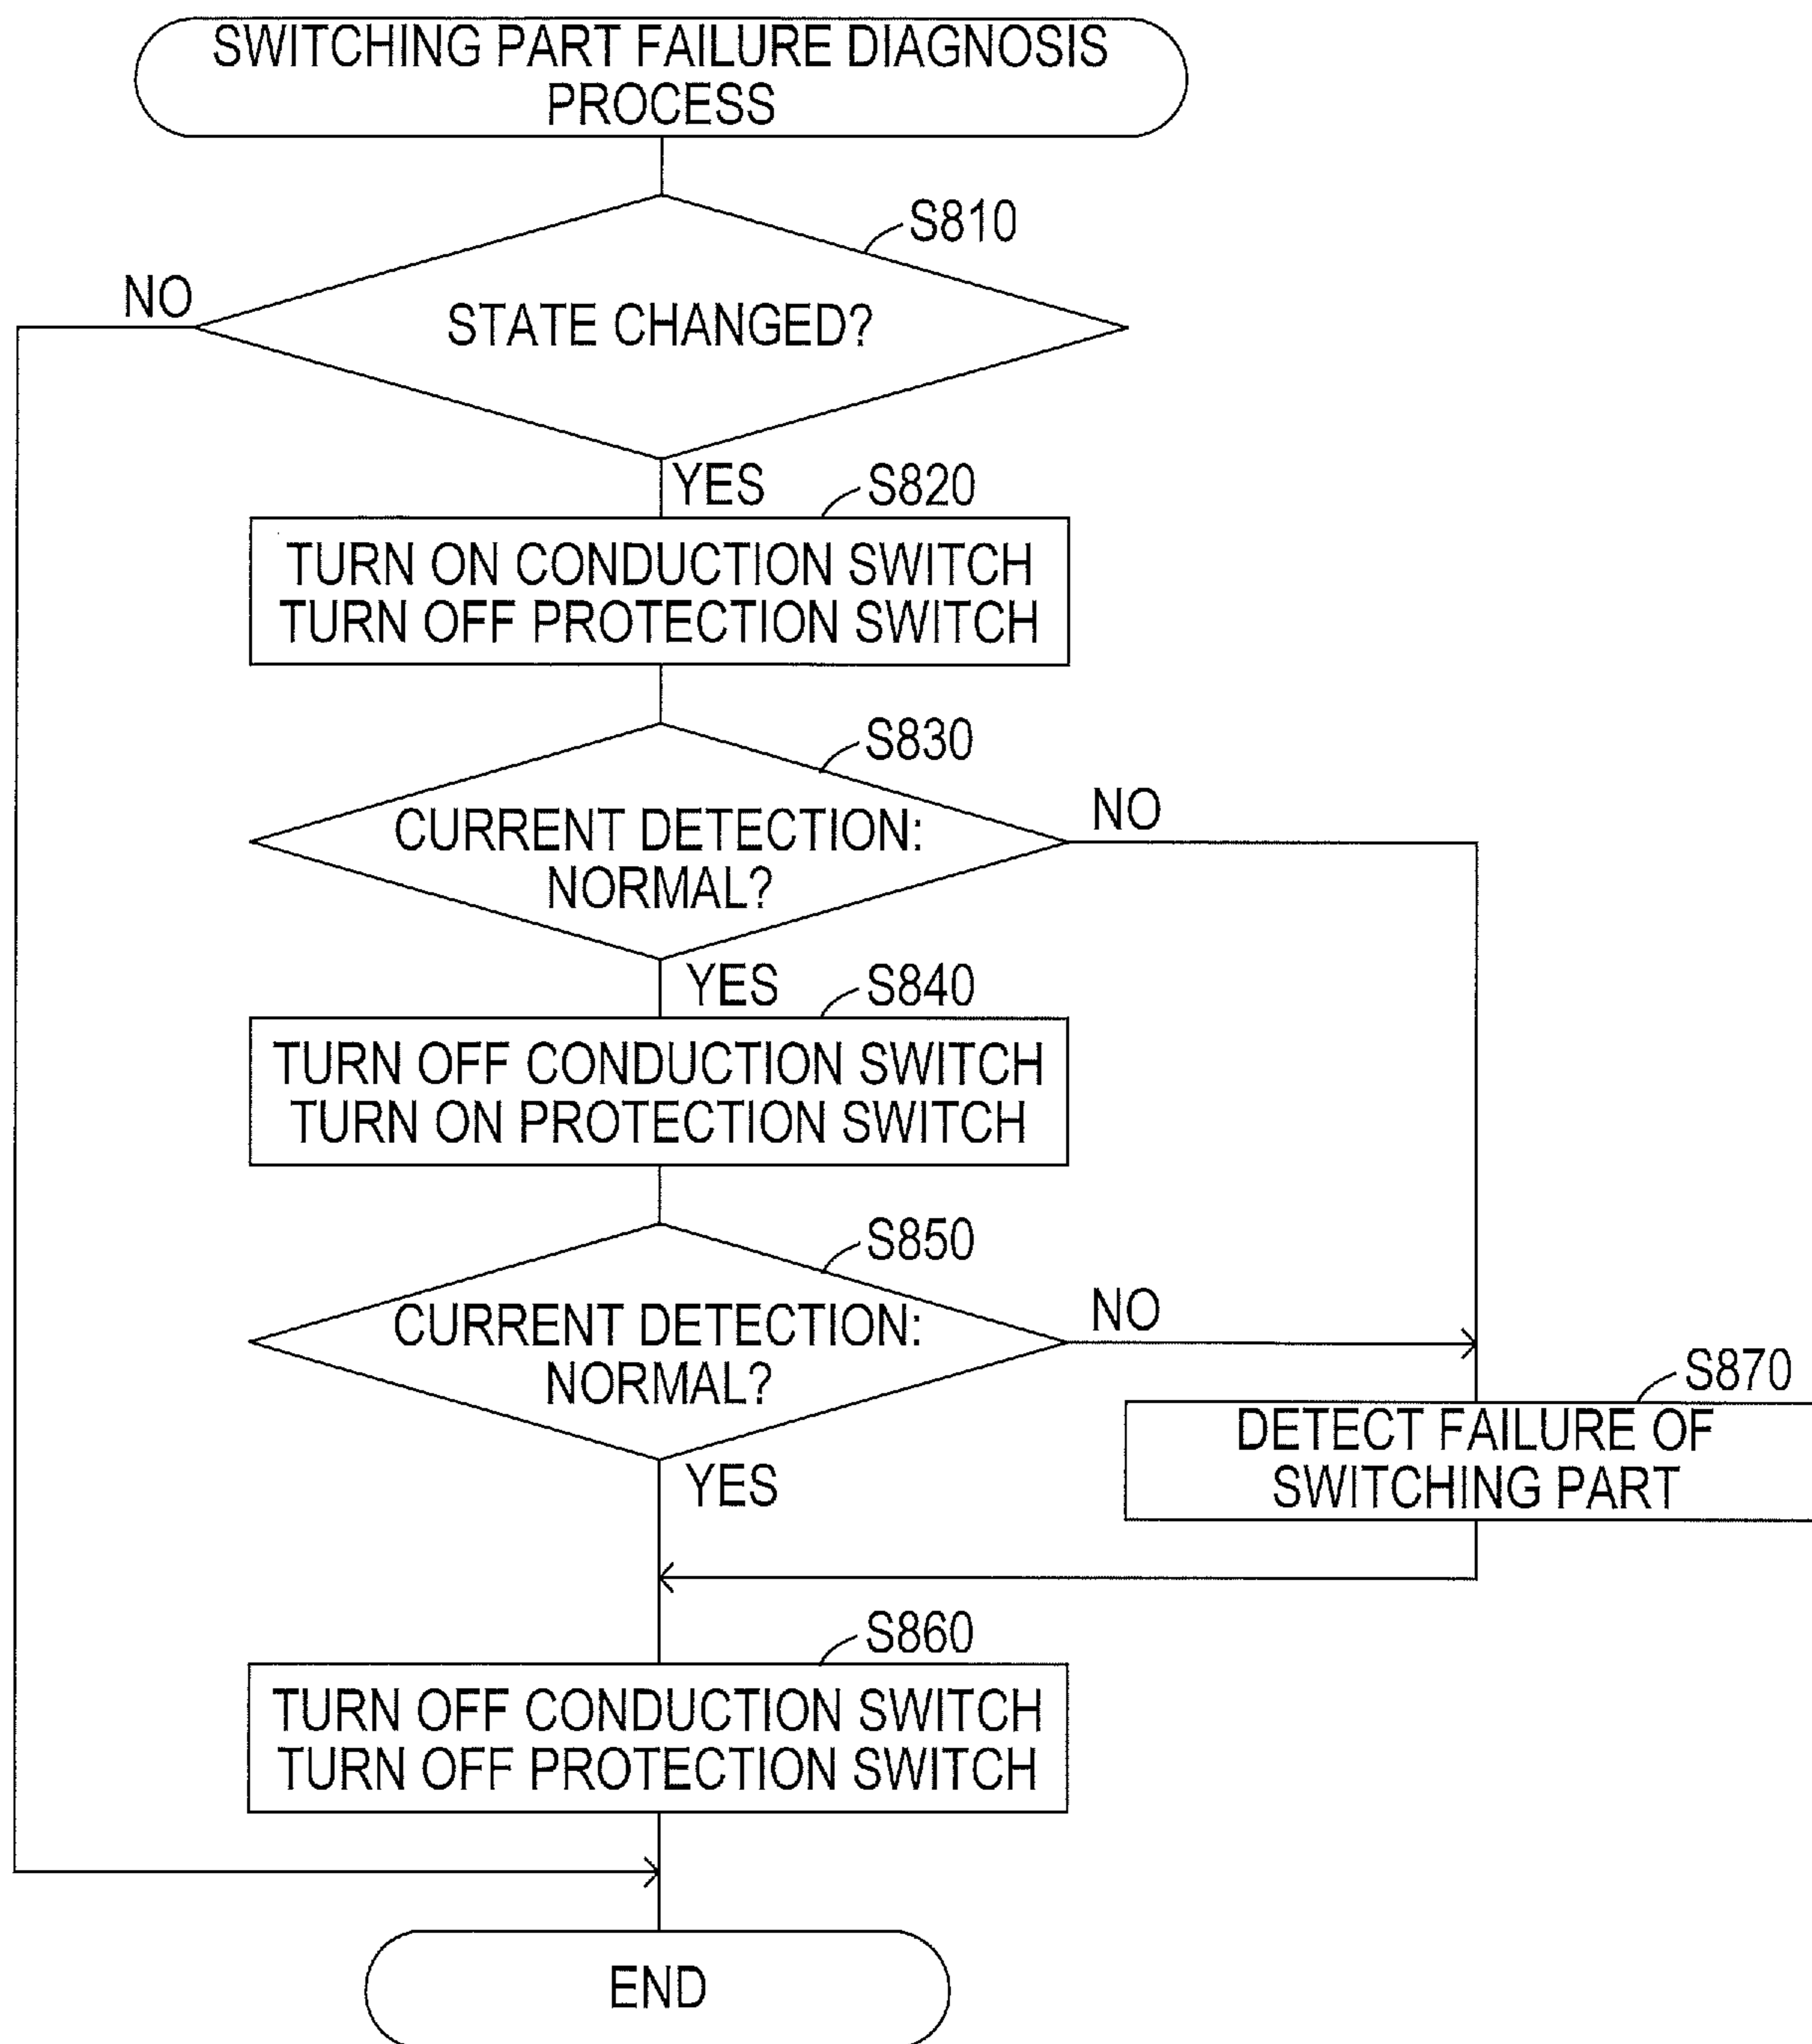 SWITCHING PART FAILURE DIAGNOSIS
PROCESS
S810
NO
STATE CHANGED?
YES
S820
TURN ON CONDUCTION SWITCH
TURN OFF PROTECTION SWITCH
S830
NO
CURRENT DETECTION:
NORMAL?
YES
S840
TURN OFF CONDUCTION SWITCH
TURN ON PROTECTION SWITCH
S850
NO
CURRENT DETECTION:
NORMAL?
S870
DETECT FAILURE OF
SWITCHING PART
YES
S860
TURN OFF CONDUCTION SWITCH
TURN OFF PROTECTION SWITCH
END